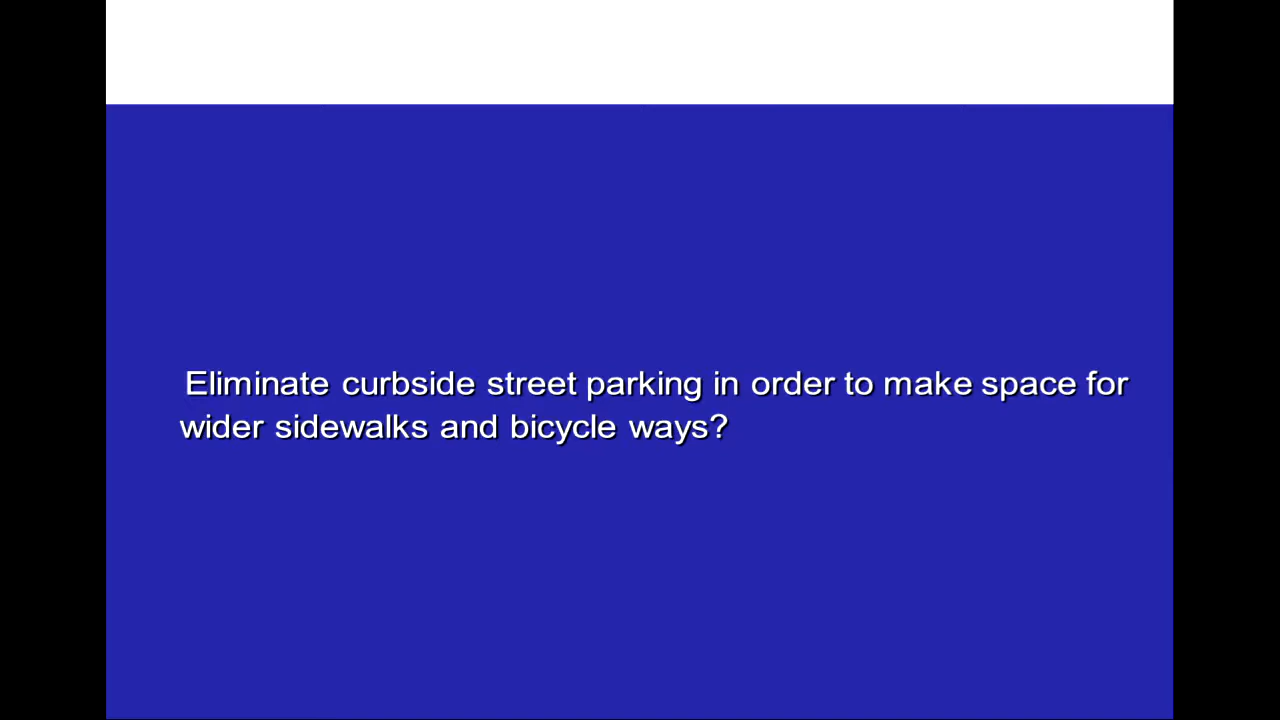 Eliminate curbside street parking in order to make space for
wider sidewalks and bicycle ways?